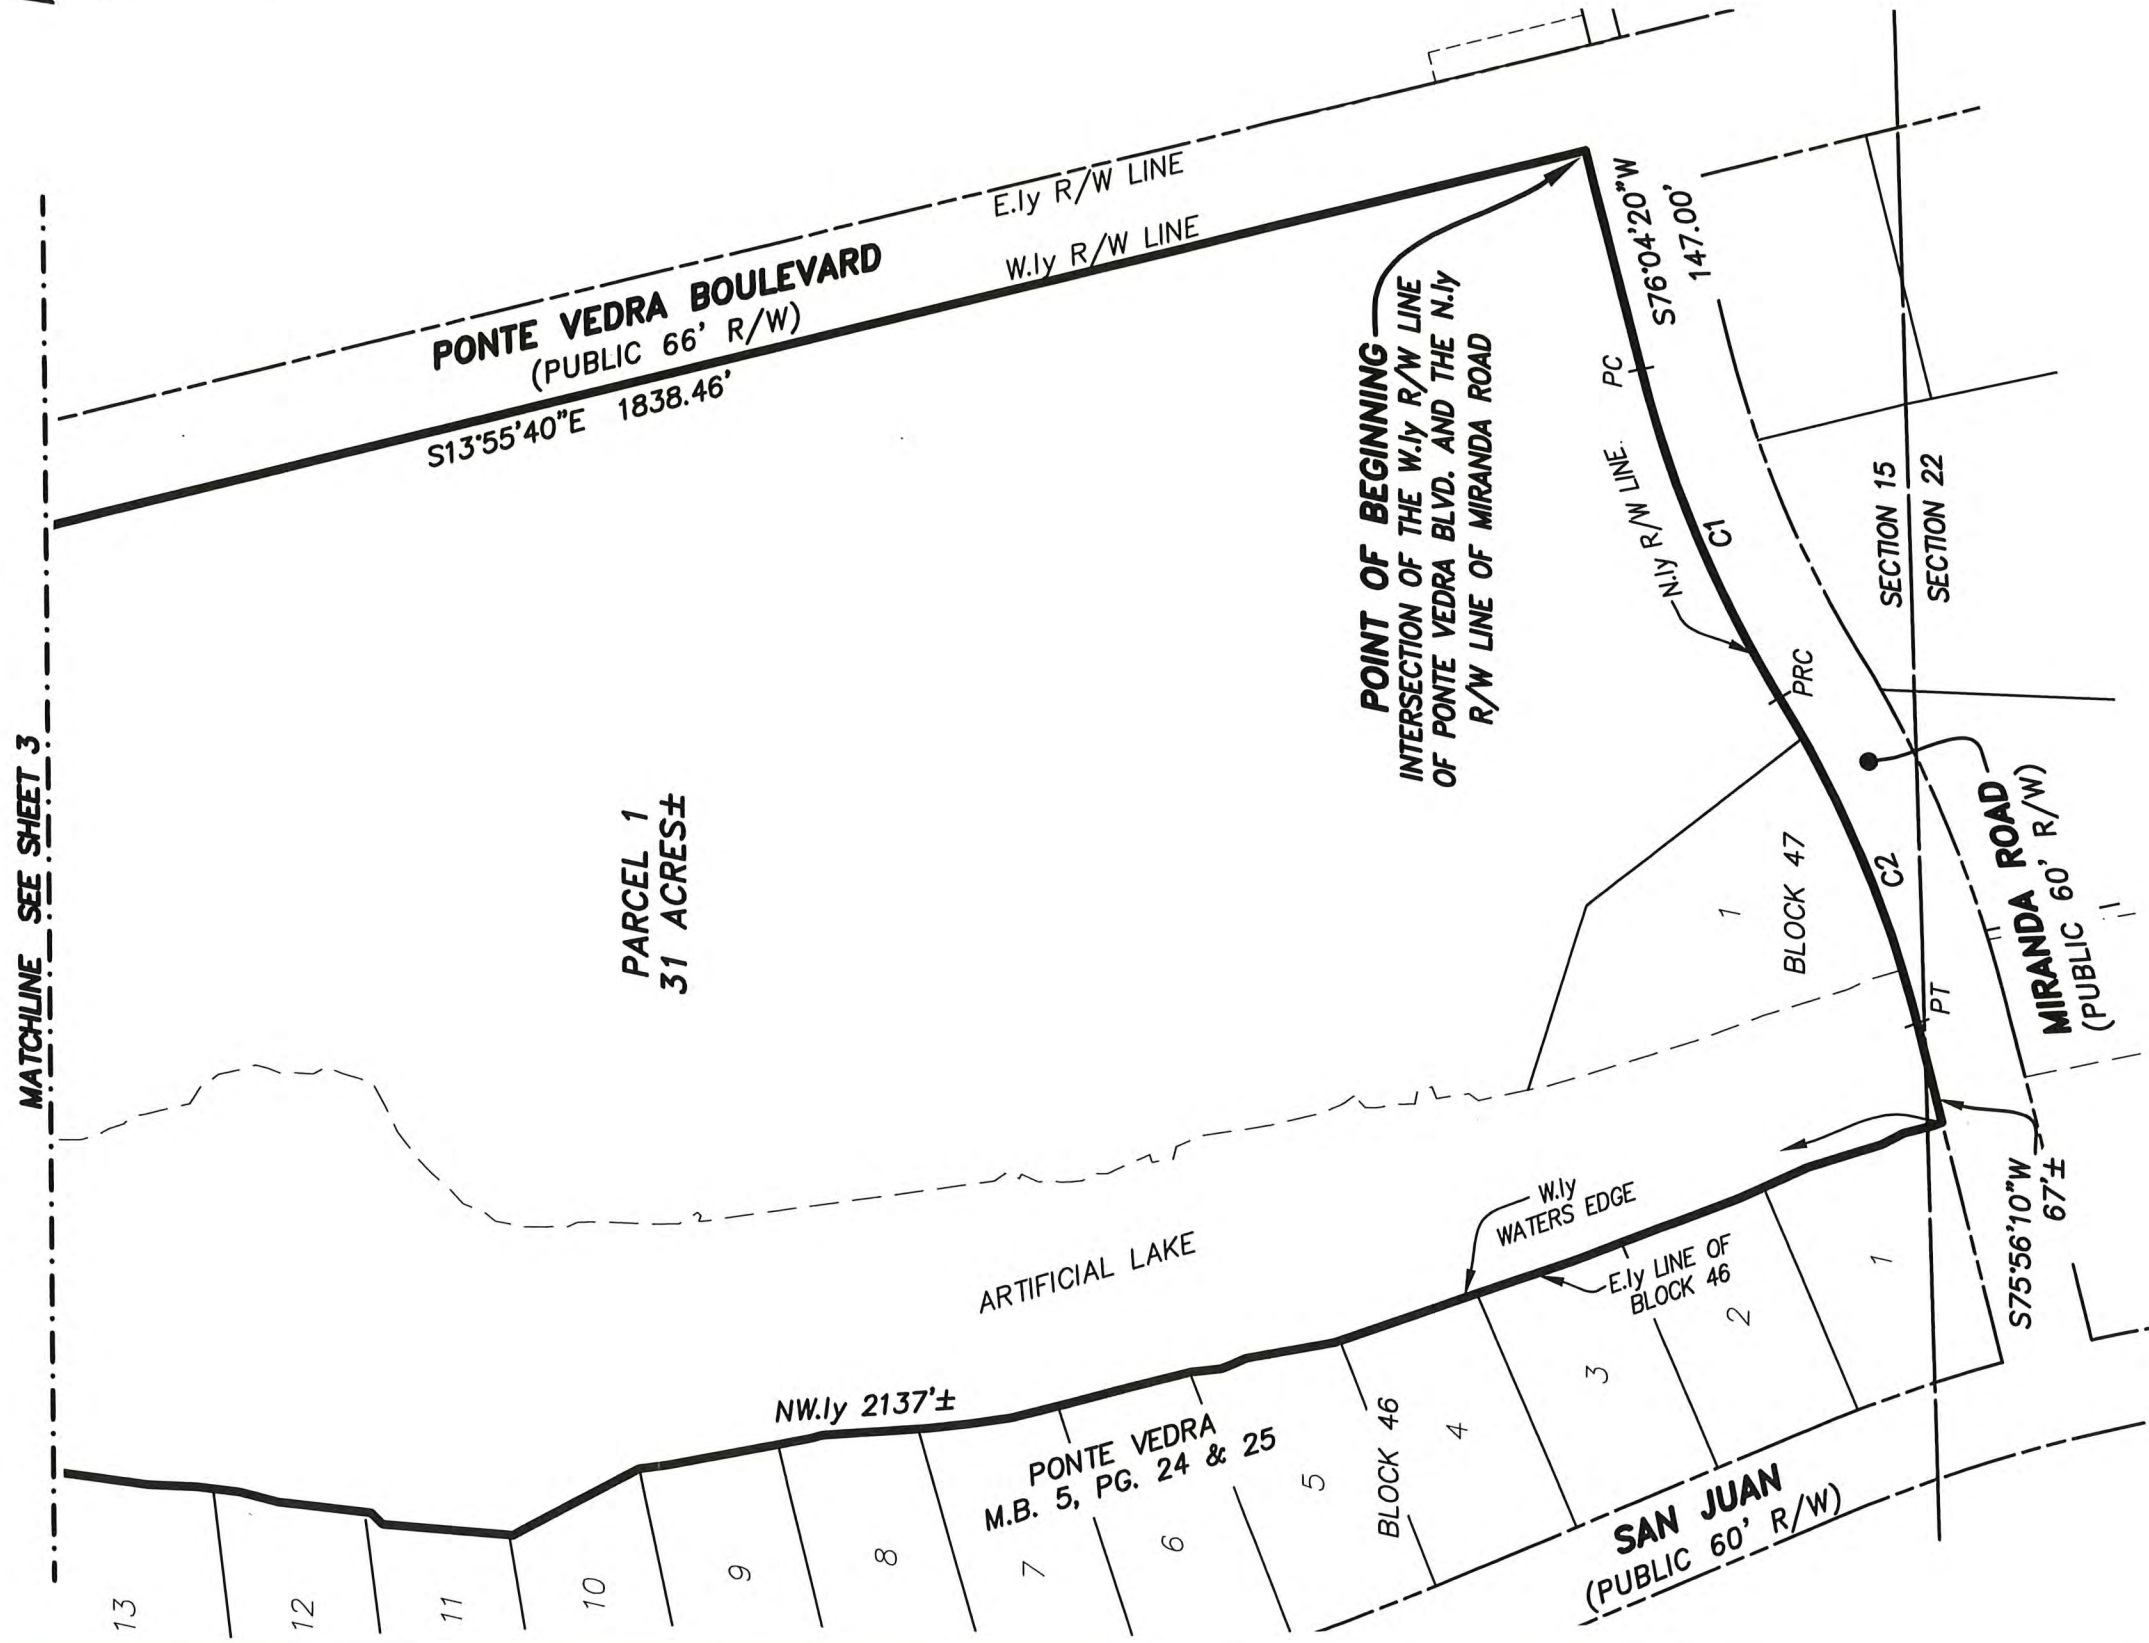 MATCHLINE SEE SHEET 3
PONTE VEDRA BOULEVARD
(PUBLIC 66' R/W)
E.ly R/W LINE
W.ly R/W LINE
S13°55'40"E 1838.46'
PARCEL 1
31 ACRES±
POINT OF BEGINNING
INTERSECTION OF THE W.ly R/W LINE
OF PONTE VEDRA BLVD. AND THE N.ly
R/W LINE OF MIRANDA ROAD
S76°04'20"W
147.00'
PC
N.ly R/W LINE
C1
PRC
SECTION 15
SECTION 22
1
BLOCK 47
C2
PT
MIRANDA ROAD
(PUBLIC 60' R/W)
S75°56'10"W
67'±
ARTIFICIAL LAKE
W.ly
WATERS EDGE
E.ly LINE OF
BLOCK 46
NW.ly 2137'±
PONTE VEDRA
M.B. 5, PG. 24 & 25
BLOCK 46
13
12
11
10
9
8
7
6
5
4
3
2
1
SAN JUAN
(PUBLIC 60' R/W)